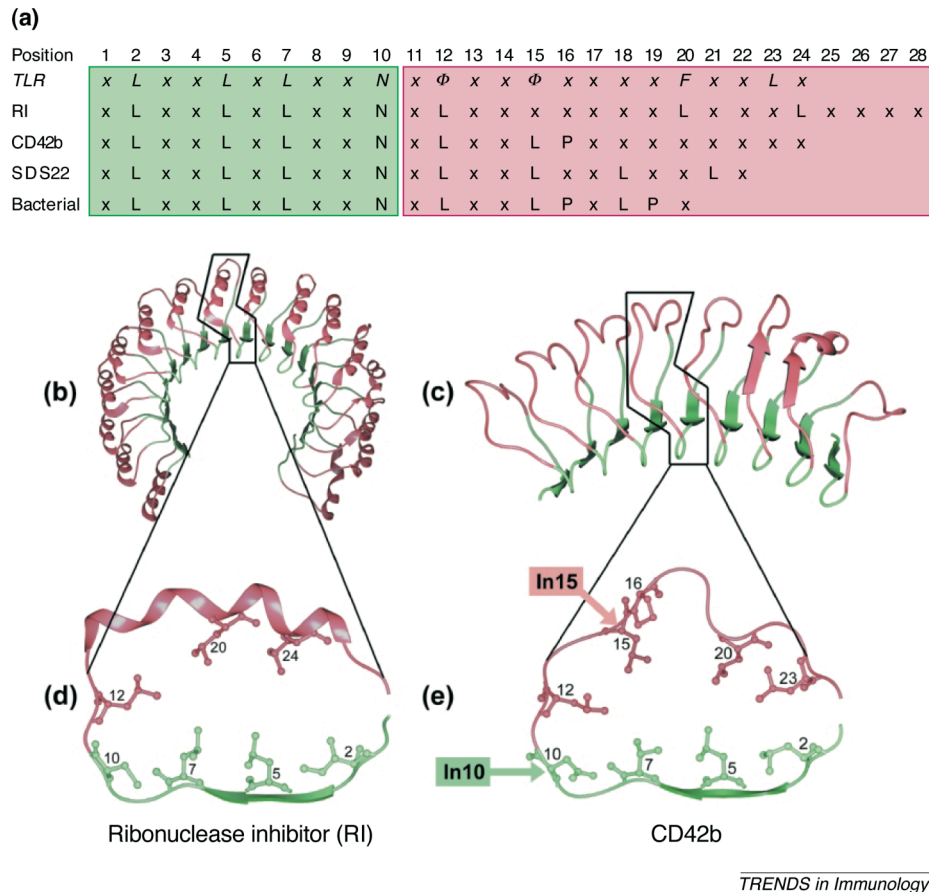 (a)
Position 1 2 3 4 5 6 7 8 9 10 11 12 13 14 15 16 17 18 19 20 21 22 23 24 25 26 27 28
TLR x L x x L x L x x N x Φ x x Φ x x x x F x x L x
RI x L x x L x L x x N x L x x x x x x x L x x x L x x x x
CD42b x L x x L x L x x N x L x x L P x x x x x x x x
SDS22 x L x x L x L x x N x L x x L x x L x x L x
Bacterial x L x x L x L x x N x L x x L P x L P x
(b)
(c)
In15
16
15
20
24
20
23
12
12
(d)
(e)
10
7
5
2
In10
10
7
5
2
Ribonuclease inhibitor (RI)
CD42b
TRENDS in Immunology